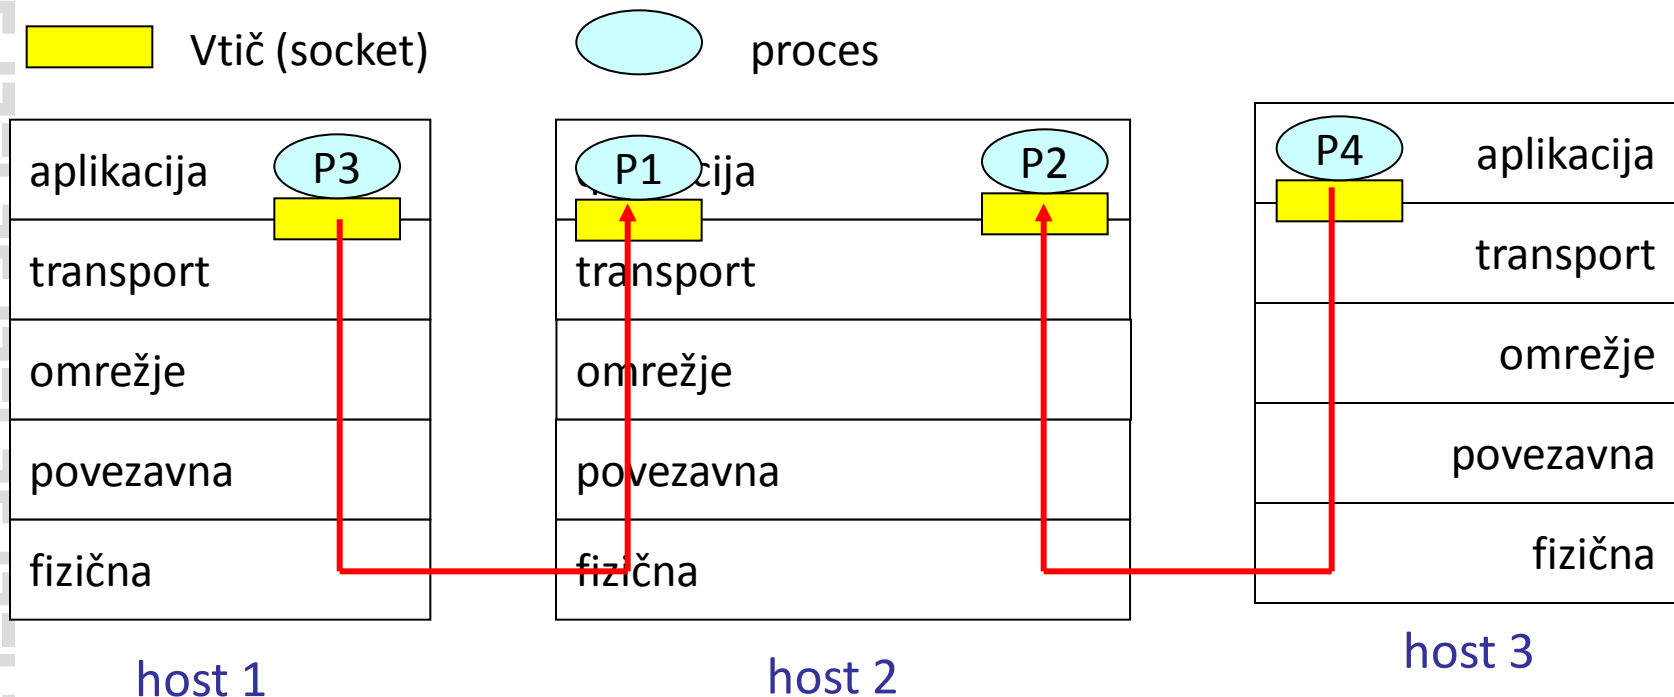 Vtič (socket)
proces
aplikacija
P3
transport
omrežje
povezavna
fizična
host 1
P1
cija
P2
transport
omrežje
povezavna
fizična
host 2
P4
aplikacija
transport
omrežje
povezavna
fizična
host 3